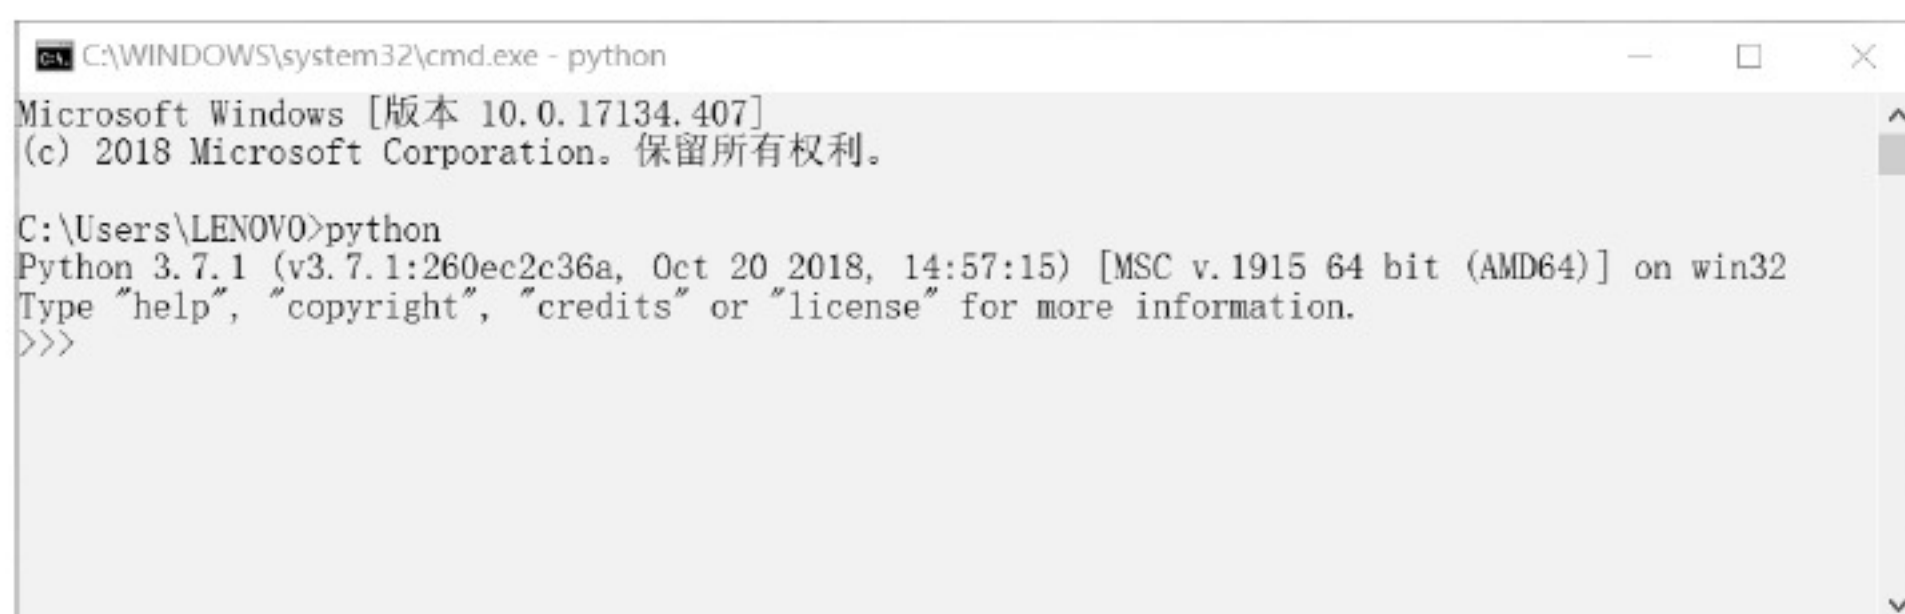 C:\WINDOWS\system32\cmd.exe - python
Microsoft Windows [版本 10.0.17134.407]
(c) 2018 Microsoft Corporation。保留所有权利。
C:\Users\LENOVO>python
Python 3.7.1 (v3.7.1:260ec2c36a, Oct 20 2018, 14:57:15) [MSC v.1915 64 bit (AMD64)] on win32
Type "help", "copyright", "credits" or "license" for more information.
>>>